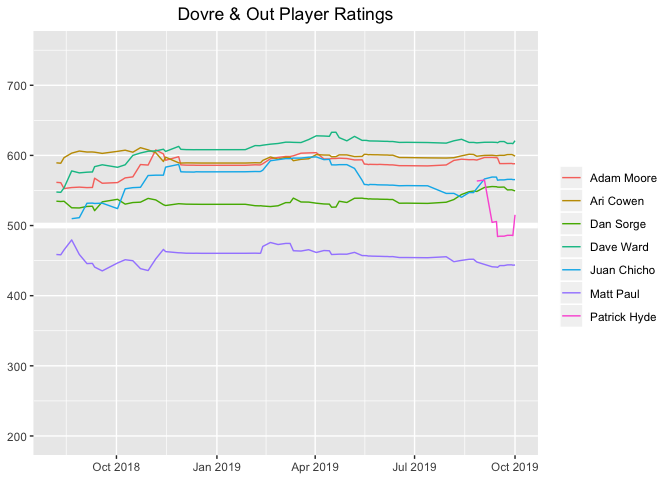 Dovre & Out Player Ratings
700
600
500
400
300
200
Oct 2018
Jan 2019
Apr 2019
Jul 2019
Oct 2019
Adam Moore
Ari Cowen
Dan Sorge
Dave Ward
Juan Chicho
Matt Paul
Patrick Hyde